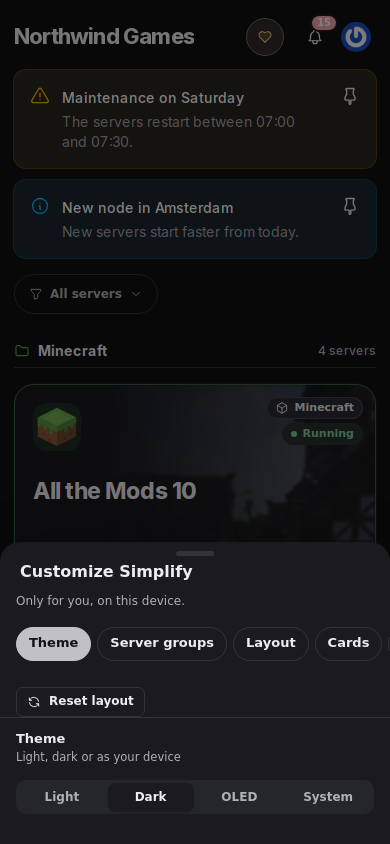 Northwind Games
15
Maintenance on Saturday
The servers restart between 07:00
and 07:30.
New node in Amsterdam
New servers start faster from today.
All servers
Minecraft
4 servers
Minecraft
Running
All the Mods 10
Customize Simplify
Only for you, on this device.
Theme
Server groups
Layout
Cards
Reset layout
Theme
Light, dark or as your device
Light
Dark
OLED
System